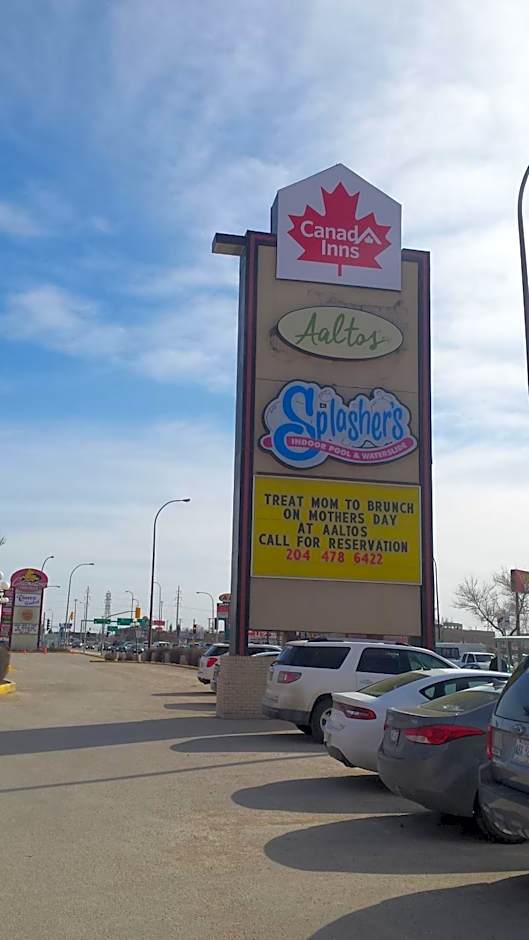 Canad
Inns
Aaltos
Splasher's
INDOOR POOL & WATERSLIDE
TREAT MOM TO BRUNCH
ON MOTHERS DAY
AT AALTOS
CALL FOR RESERVATION
204 478 6422